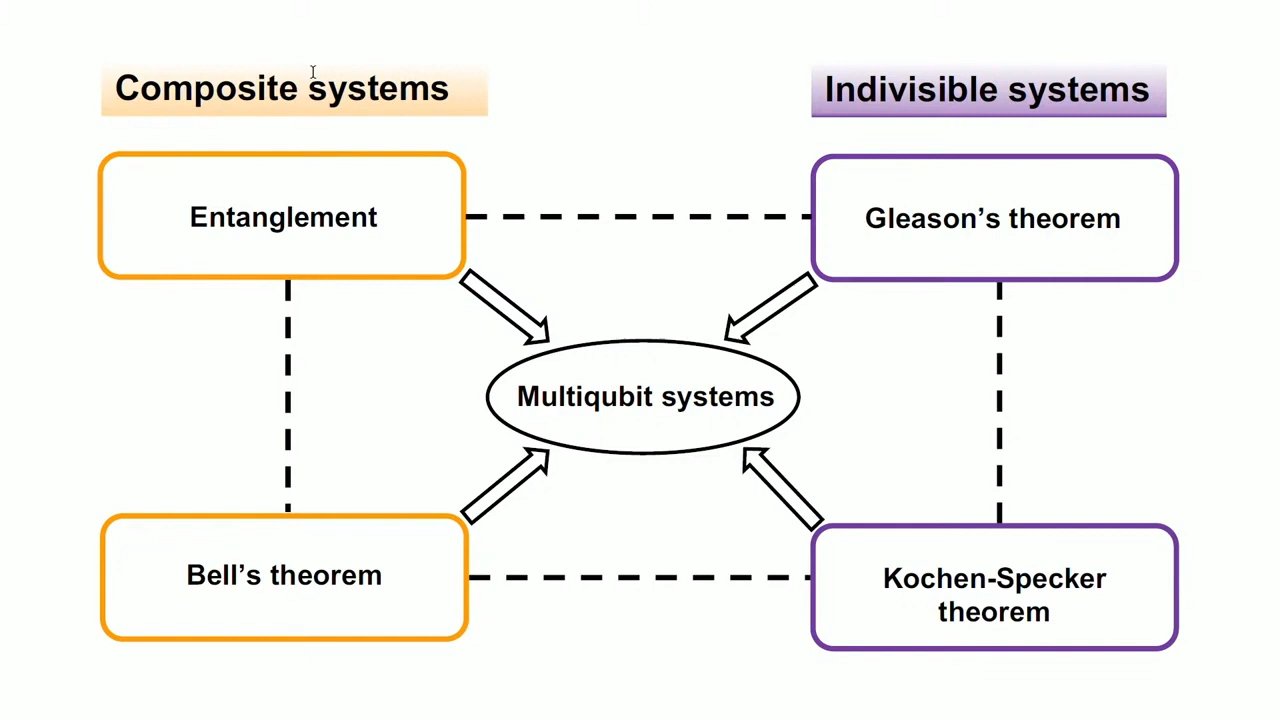 Composite systems
Indivisible systems
Entanglement
Gleason’s theorem
Multiqubit systems
Bell’s theorem
Kochen-Specker
theorem